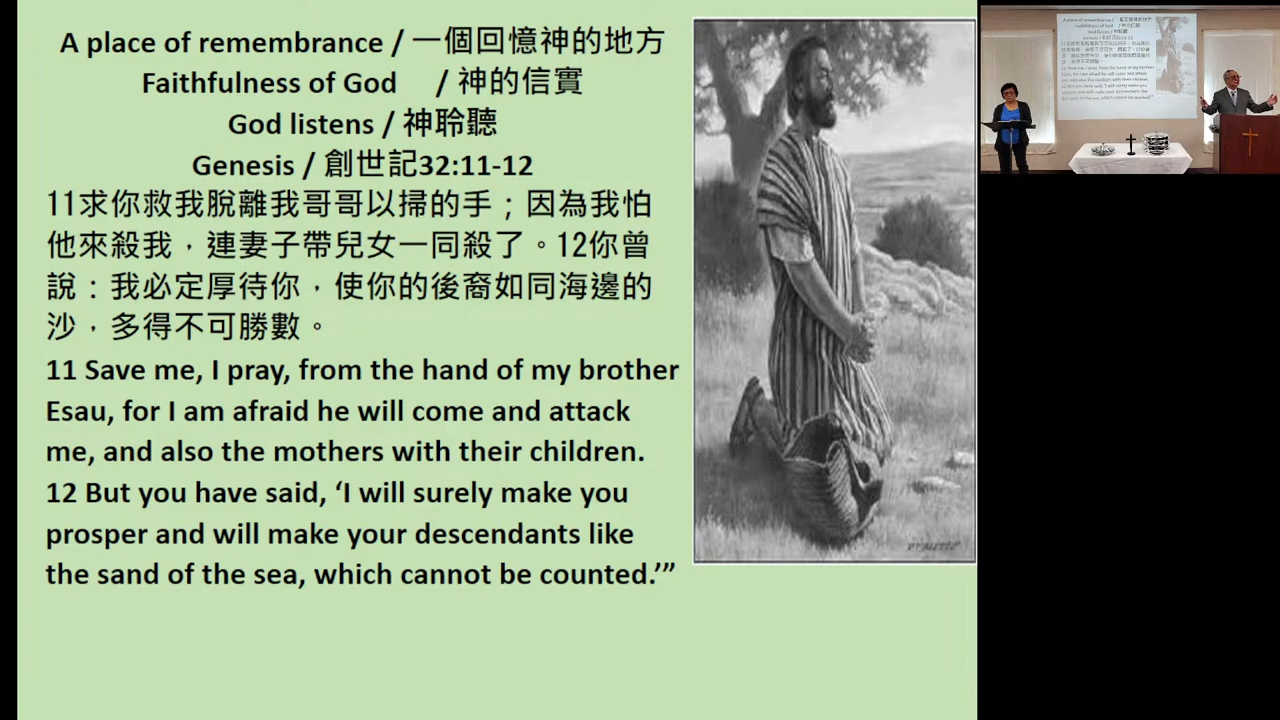 A place of remembrance / 一個回憶神的地方
Faithfulness of God / 神的信實
God listens / 神聆聽
Genesis / 創世記32:11-12
11求你救我脫離我哥哥以掃的手；因為我怕
他來殺我，連妻子帶兒女一同殺了。12你曾
說：我必定厚待你，使你的後裔如同海邊的
沙，多得不可勝數。
11 Save me, I pray, from the hand of my brother
Esau, for I am afraid he will come and attack
me, and also the mothers with their children.
12 But you have said, ‘I will surely make you
prosper and will make your descendants like
the sand of the sea, which cannot be counted.’”